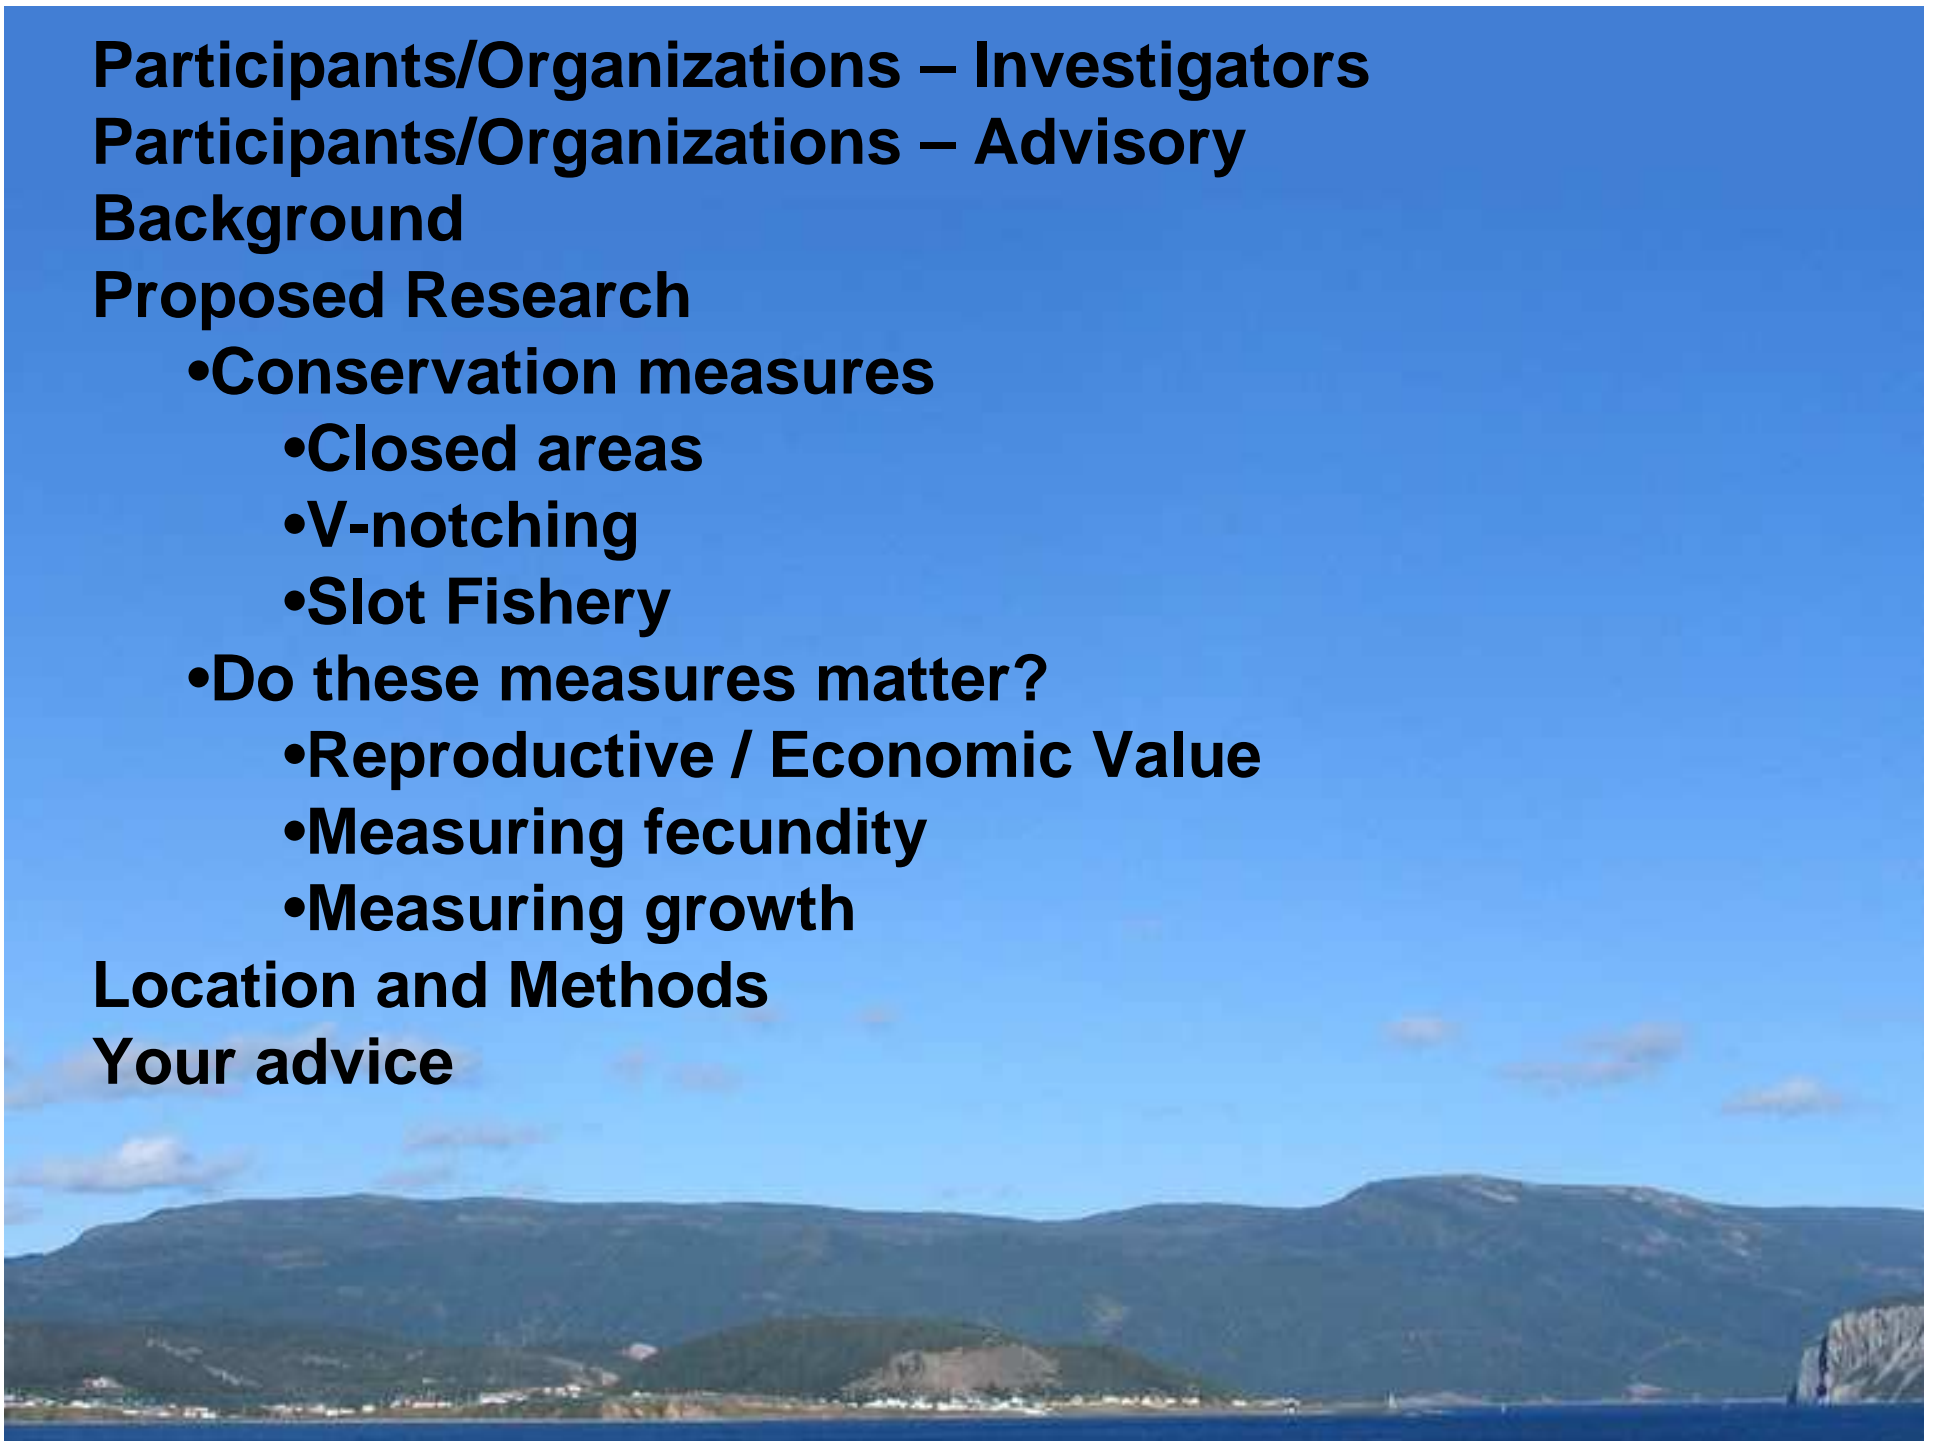 Participants/Organizations – Investigators
Participants/Organizations – Advisory
Background
Proposed Research
•Conservation measures
•Closed areas
•V-notching
•Slot Fishery
•Do these measures matter?
•Reproductive / Economic Value
•Measuring fecundity
•Measuring growth
Location and Methods
Your advice